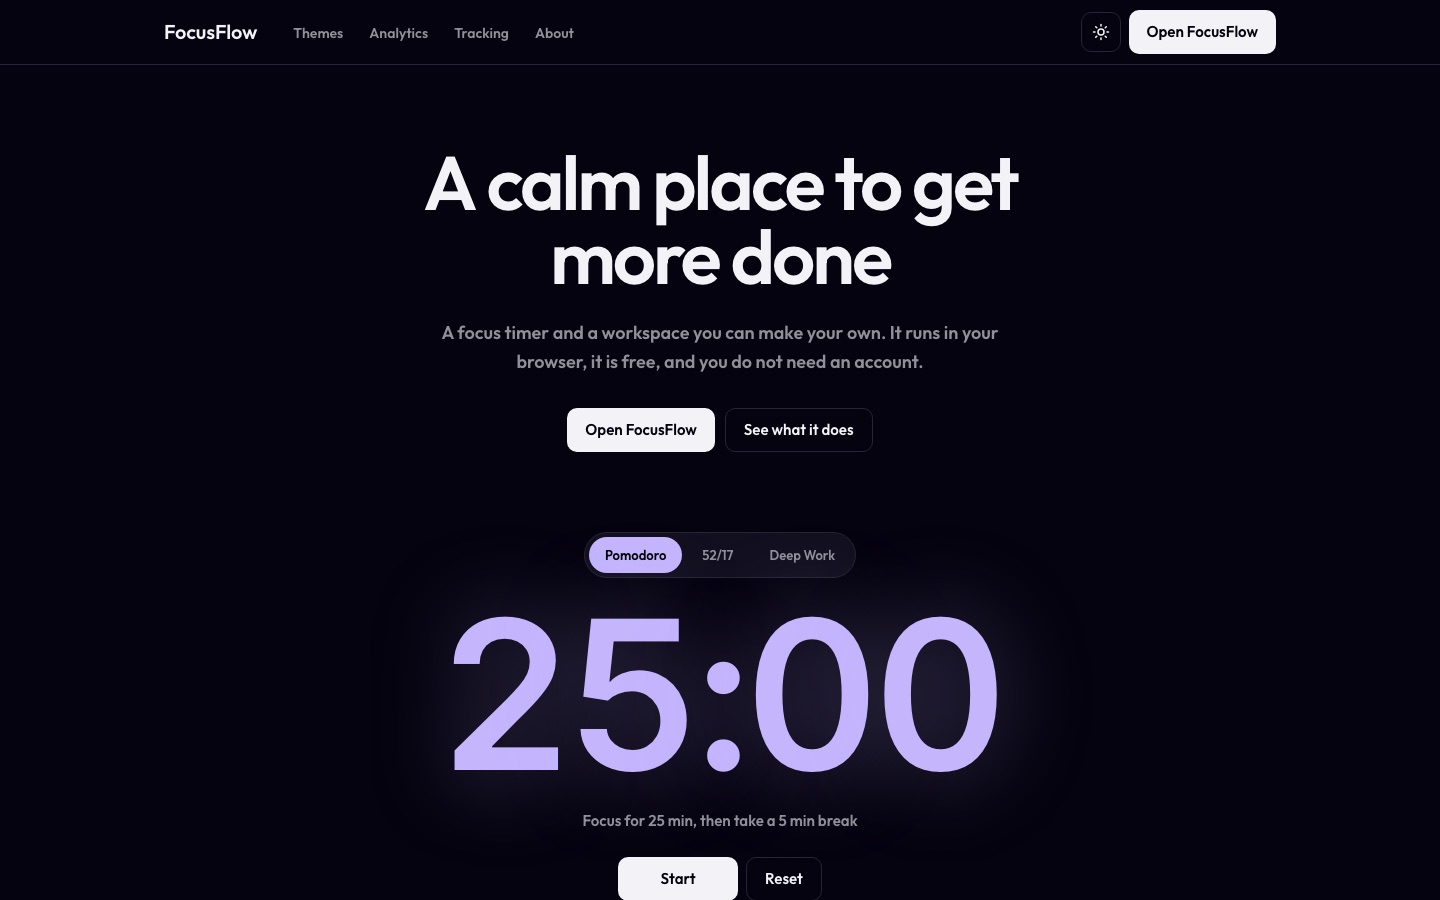 FocusFlow
Themes
Analytics
Tracking
About
Open FocusFlow
A calm place to get
more done
A focus timer and a workspace you can make your own. It runs in your
browser, it is free, and you do not need an account.
Open FocusFlow
See what it does
Pomodoro
52/17
Deep Work
25:00
Focus for 25 min, then take a 5 min break
Start
Reset